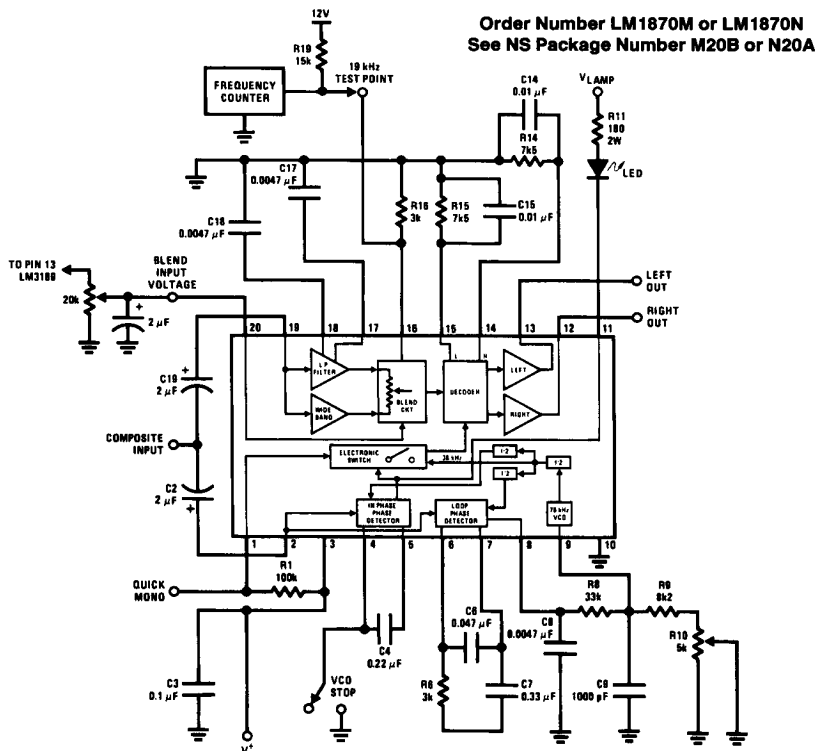 Order Number LM1870M or LM1870N
See NS Package Number M20B or N20A
12V
R19
15k
19 kHz
TEST POINT
FREQUENCY
COUNTER
C14
0.01 µF
R14
7k5
VLAMP
R11
180
2W
LED
C17
0.0047 µF
C18
0.0047 µF
R16
3k
R15
7k5
C15
0.01 µF
TO PIN 13
LM3189
BLEND
INPUT
VOLTAGE
20k
+
2 µF
LEFT
OUT
RIGHT
OUT
20 19 18 17 16 15 14 13 12 11
LP
FILTER
WIDE
BAND
BLEND
CKT
L
R
DECODER
LEFT
RIGHT
+
C19
2 µF
COMPOSITE
INPUT
C2
2 µF
+
ELECTRONIC
SWITCH
38 kHz
÷2
÷2
÷2
IN PHASE
PHASE
DETECTOR
LOOP
PHASE
DETECTOR
76 kHz
VCO
1 2 3 4 5 6 7 8 9 10
QUICK
MONO
R1
100k
C3
0.1 µF
V+
VCO
STOP
C4
0.22 µF
C6
0.047 µF
R6
3k
C7
0.33 µF
C8
0.0047 µF
R8
33k
R9
8k2
R10
5k
C9
1000 pF